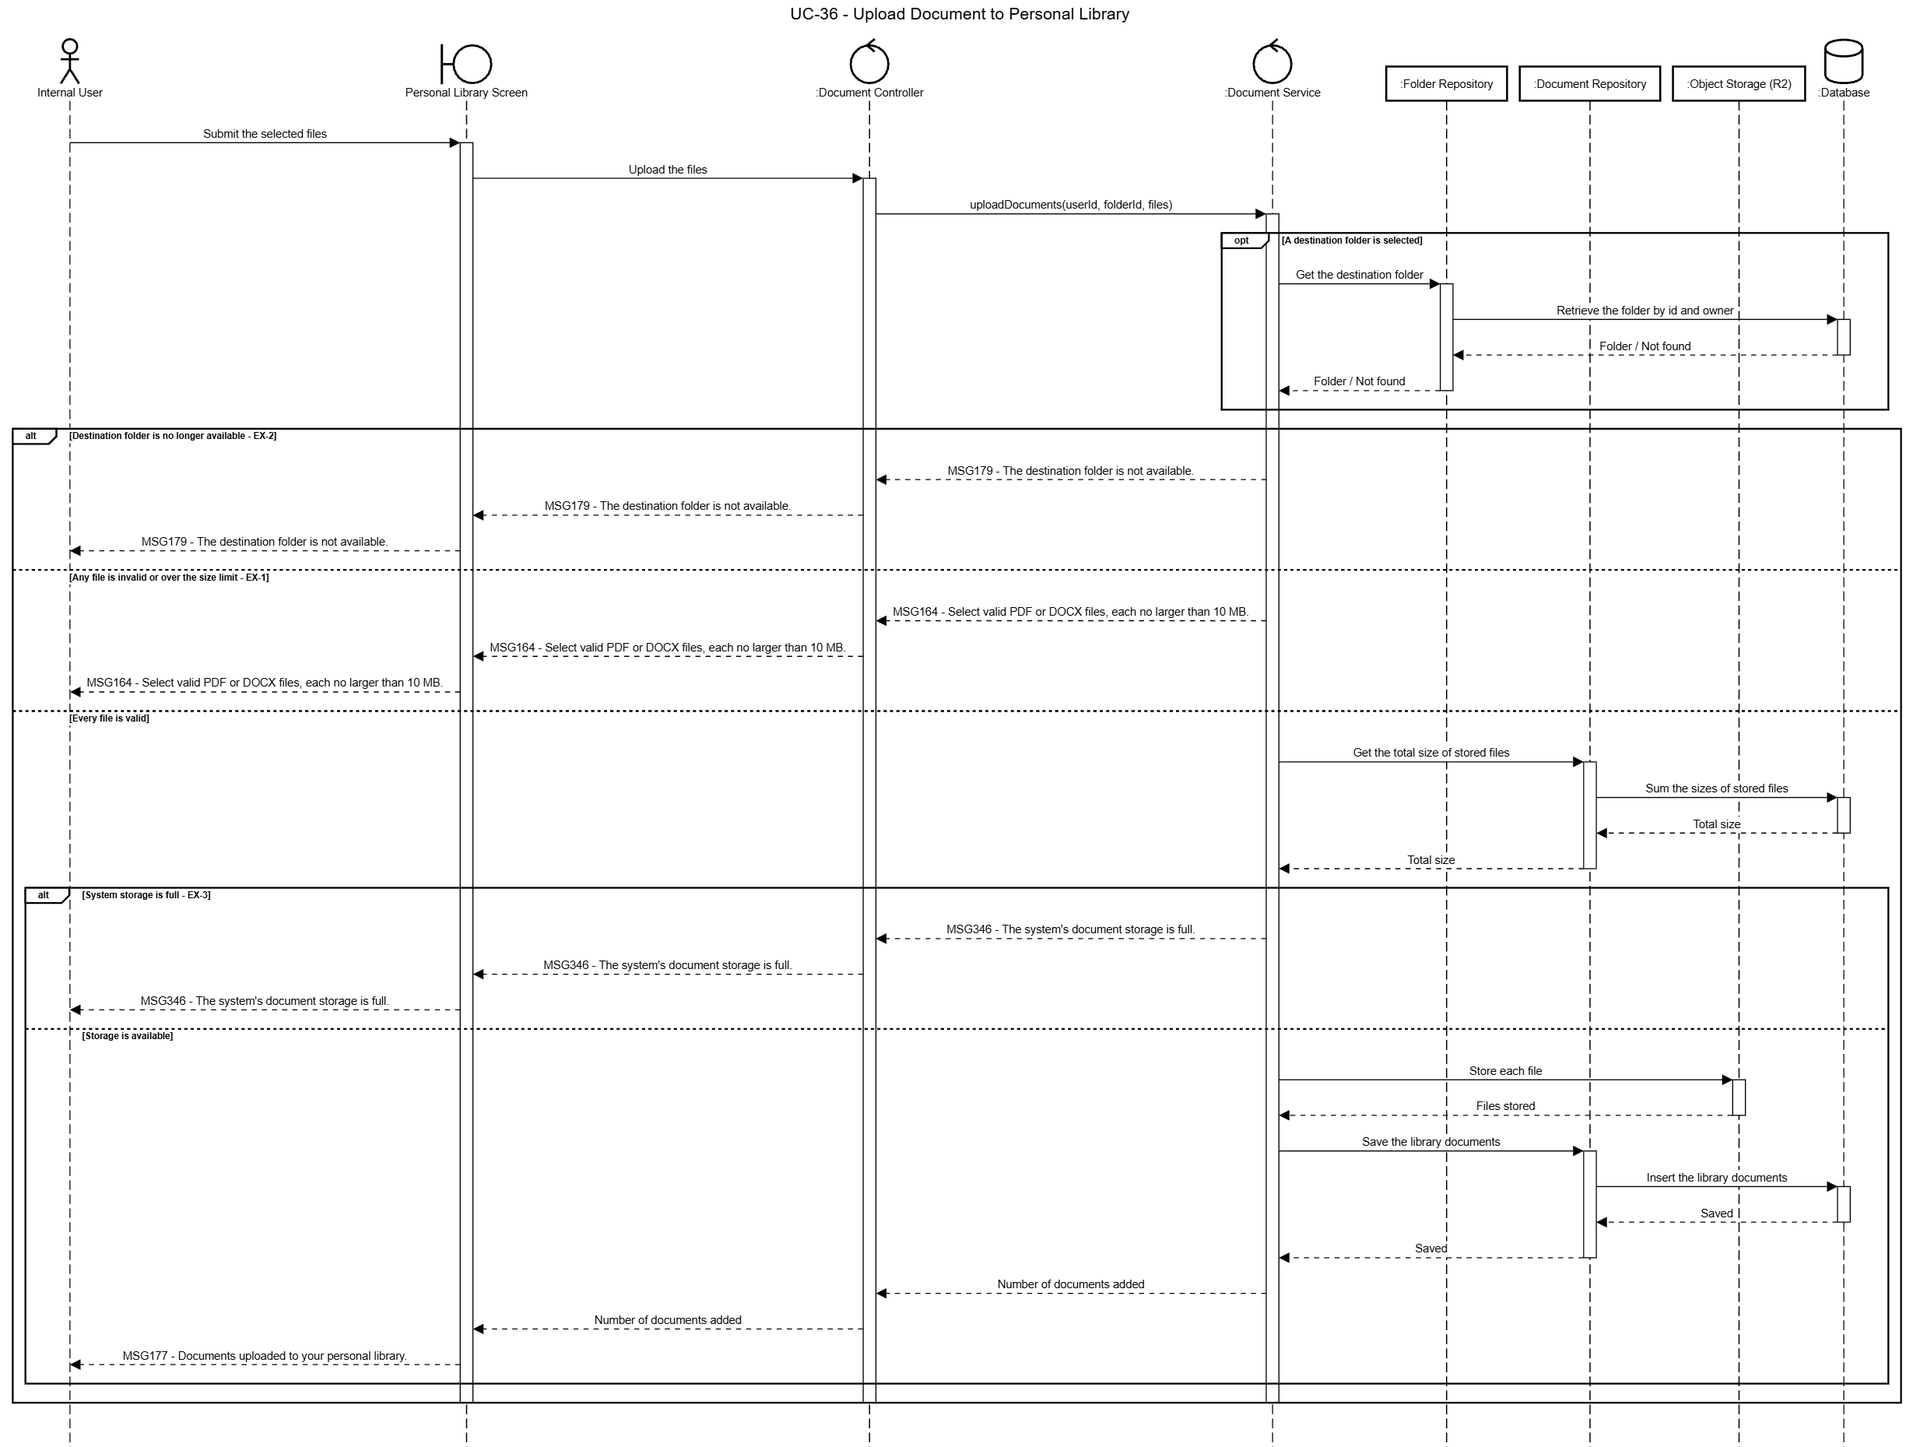 UC-36 - Upload Document to Personal Library
Internal User
Personal Library Screen
:Document Controller
:Document Service
:Folder Repository
:Document Repository
:Object Storage (R2)
:Database
Submit the selected files
Upload the files
uploadDocuments(userId, folderId, files)
opt
[A destination folder is selected]
Get the destination folder
Retrieve the folder by id and owner
Folder / Not found
Folder / Not found
alt
[Destination folder is no longer available - EX-2]
MSG179 - The destination folder is not available.
MSG179 - The destination folder is not available.
MSG179 - The destination folder is not available.
[Any file is invalid or over the size limit - EX-1]
MSG164 - Select valid PDF or DOCX files, each no larger than 10 MB.
MSG164 - Select valid PDF or DOCX files, each no larger than 10 MB.
MSG164 - Select valid PDF or DOCX files, each no larger than 10 MB.
[Every file is valid]
Get the total size of stored files
Sum the sizes of stored files
Total size
Total size
alt
[System storage is full - EX-3]
MSG346 - The system's document storage is full.
MSG346 - The system's document storage is full.
MSG346 - The system's document storage is full.
[Storage is available]
Store each file
Files stored
Save the library documents
Insert the library documents
Saved
Saved
Number of documents added
Number of documents added
MSG177 - Documents uploaded to your personal library.